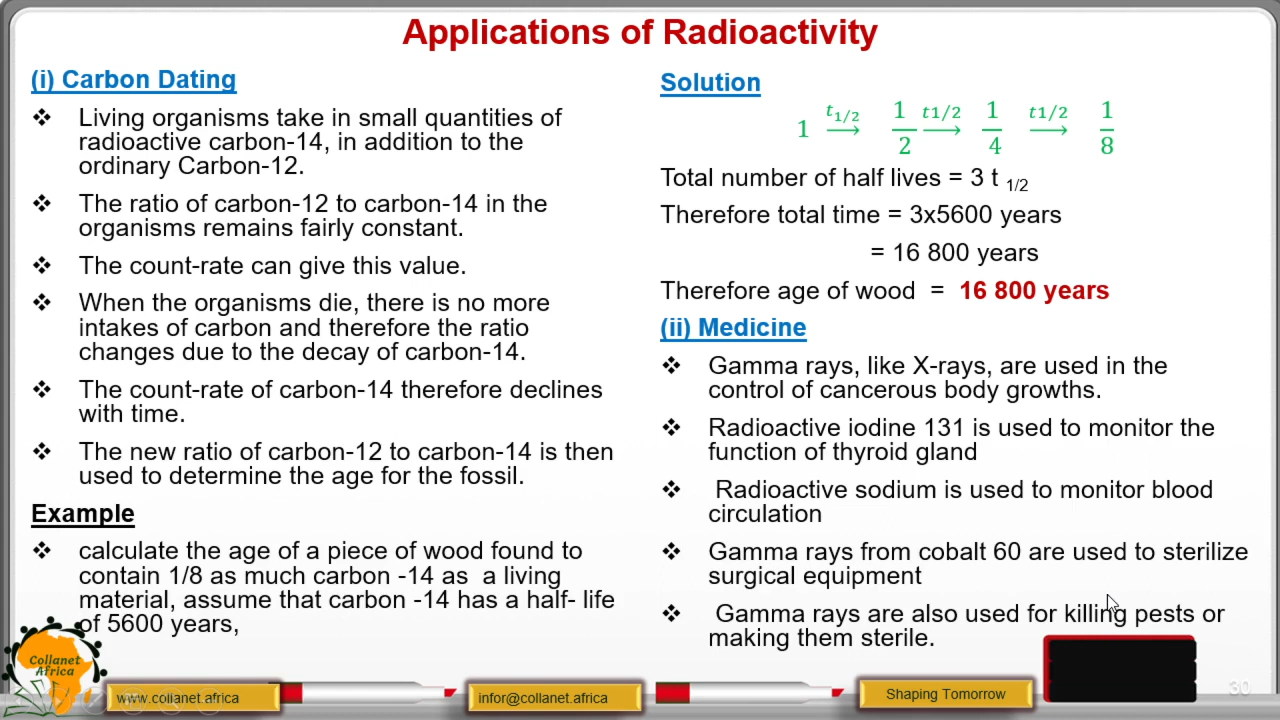 Applications of Radioactivity
(i) Carbon Dating
❖ Living organisms take in small quantities of
radioactive carbon-14, in addition to the
ordinary Carbon-12.
❖ The ratio of carbon-12 to carbon-14 in the
organisms remains fairly constant.
❖ The count-rate can give this value.
❖ When the organisms die, there is no more
intakes of carbon and therefore the ratio
changes due to the decay of carbon-14.
❖ The count-rate of carbon-14 therefore declines
with time.
❖ The new ratio of carbon-12 to carbon-14 is then
used to determine the age for the fossil.
Example
❖ calculate the age of a piece of wood found to
contain 1/8 as much carbon -14 as a living
material, assume that carbon -14 has a half- life
of 5600 years,
Solution
1 t1/2 → 1/2 t1/2 → 1/4 t1/2 → 1/8
Total number of half lives = 3 t 1/2
Therefore total time = 3x5600 years
= 16 800 years
Therefore age of wood = 16 800 years
(ii) Medicine
❖ Gamma rays, like X-rays, are used in the
control of cancerous body growths.
❖ Radioactive iodine 131 is used to monitor the
function of thyroid gland
❖ Radioactive sodium is used to monitor blood
circulation
❖ Gamma rays from cobalt 60 are used to sterilize
surgical equipment
❖ Gamma rays are also used for killing pests or
making them sterile.
Collanet
Africa
www.collanet.africa
infor@collanet.africa
Shaping Tomorrow
30